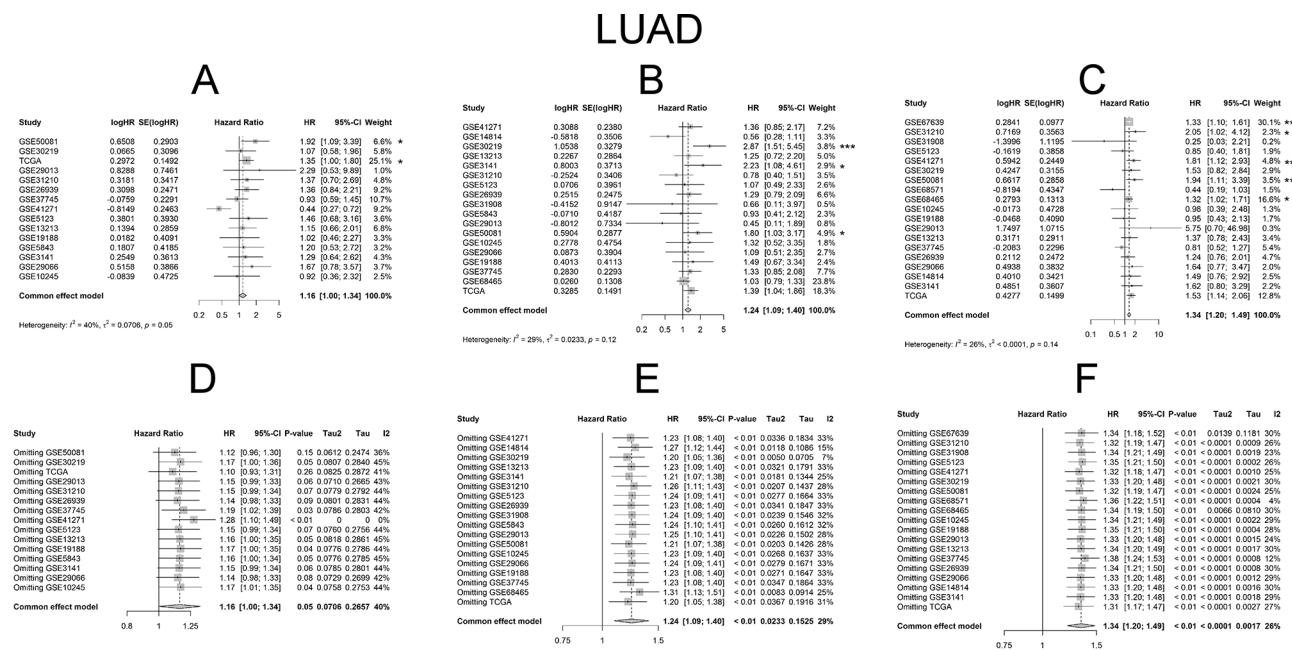 LUAD
A
Study logHR SE(logHR) Hazard Ratio HR 95%-CI Weight
GSE50081 0.6508 0.2903 1.92 [1.09; 3.39] 6.6% *
GSE30219 0.0665 0.3096 1.07 [0.58; 1.96] 5.8%
TCGA 0.2972 0.1492 1.35 [1.00; 1.80] 25.1% *
GSE29013 0.8288 0.7461 2.29 [0.53; 9.89] 1.0%
GSE31210 0.3181 0.3417 1.37 [0.70; 2.69] 4.8%
GSE26939 0.3098 0.2471 1.36 [0.84; 2.21] 9.2%
GSE37745 -0.0759 0.2291 0.93 [0.59; 1.45] 10.7%
GSE41271 -0.8149 0.2463 0.44 [0.27; 0.72] 9.2%
GSE5123 0.3801 0.3930 1.46 [0.68; 3.16] 3.6%
GSE13213 0.1394 0.2859 1.15 [0.66; 2.01] 6.8%
GSE19188 0.0182 0.4091 1.02 [0.46; 2.27] 3.3%
GSE5843 0.1807 0.4185 1.20 [0.53; 2.72] 3.2%
GSE3141 0.2549 0.3613 1.29 [0.64; 2.62] 4.3%
GSE29066 0.5158 0.3866 1.67 [0.78; 3.57] 3.7%
GSE10245 -0.0839 0.4725 0.92 [0.36; 2.32] 2.5%
Common effect model 1.16 [1.00; 1.34] 100.0%
0.2 0.5 1 2 5
Heterogeneity: I² = 40%, τ² = 0.0706, p = 0.05
B
Study logHR SE(logHR) Hazard Ratio HR 95%-CI Weight
GSE41271 0.3088 0.2380 1.36 [0.85; 2.17] 7.2%
GSE14814 -0.5818 0.3506 0.56 [0.28; 1.11] 3.3%
GSE30219 1.0538 0.3279 2.87 [1.51; 5.45] 3.8% ***
GSE13213 0.2267 0.2864 1.25 [0.72; 2.20] 4.9%
GSE3141 0.8003 0.3713 2.23 [1.08; 4.61] 2.9% *
GSE31210 -0.2524 0.3406 0.78 [0.40; 1.51] 3.5%
GSE5123 0.0706 0.3981 1.07 [0.49; 2.33] 2.6%
GSE26939 0.2515 0.2475 1.29 [0.79; 2.09] 6.6%
GSE31908 -0.4152 0.9147 0.66 [0.11; 3.97] 0.5%
GSE5843 -0.0710 0.4187 0.93 [0.41; 2.12] 2.3%
GSE29013 -0.8012 0.7334 0.45 [0.11; 1.89] 0.8%
GSE50081 0.5904 0.2877 1.80 [1.03; 3.17] 4.9% *
GSE10245 0.2778 0.4754 1.32 [0.52; 3.35] 1.8%
GSE29066 0.0873 0.3904 1.09 [0.51; 2.35] 2.7%
GSE19188 0.4013 0.4113 1.49 [0.67; 3.34] 2.4%
GSE37745 0.2830 0.2293 1.33 [0.85; 2.08] 7.7%
GSE68465 0.0260 0.1308 1.03 [0.79; 1.33] 23.8%
TCGA 0.3285 0.1491 1.39 [1.04; 1.86] 18.3% *
Common effect model 1.24 [1.09; 1.40] 100.0%
0.2 0.5 1 2 5
Heterogeneity: I² = 29%, τ² = 0.0233, p = 0.12
C
Study logHR SE(logHR) Hazard Ratio HR 95%-CI Weight
GSE67639 0.2841 0.0977 1.33 [1.10; 1.61] 30.1% **
GSE31210 0.7169 0.3563 2.05 [1.02; 4.12] 2.3% *
GSE31908 -1.3996 1.1195 0.25 [0.03; 2.21] 0.2%
GSE5123 -0.1619 0.3858 0.85 [0.40; 1.81] 1.9%
GSE41271 0.5942 0.2449 1.81 [1.12; 2.93] 4.8% **
GSE30219 0.4247 0.3155 1.53 [0.82; 2.84] 2.9%
GSE50081 0.6617 0.2858 1.94 [1.11; 3.39] 3.5% **
GSE68571 -0.8194 0.4347 0.44 [0.19; 1.03] 1.5%
GSE68465 0.2793 0.1313 1.32 [1.02; 1.71] 16.6% *
GSE10245 -0.0173 0.4728 0.98 [0.39; 2.48] 1.3%
GSE19188 -0.0468 0.4090 0.95 [0.43; 2.13] 1.7%
GSE29013 1.7497 1.0715 5.75 [0.70; 46.98] 0.3%
GSE13213 0.3171 0.2911 1.37 [0.78; 2.43] 3.4%
GSE37745 -0.2083 0.2296 0.81 [0.52; 1.27] 5.4%
GSE26939 0.2112 0.2472 1.24 [0.76; 2.01] 4.7%
GSE29066 0.4938 0.3832 1.64 [0.77; 3.47] 2.0%
GSE14814 0.4010 0.3421 1.49 [0.76; 2.92] 2.5%
GSE3141 0.4851 0.3607 1.62 [0.80; 3.29] 2.2%
TCGA 0.4277 0.1499 1.53 [1.14; 2.06] 12.8%
Common effect model 1.34 [1.20; 1.49] 100.0%
0.1 0.5 1 2 10
Heterogeneity: I² = 26%, τ² < 0.0001, p = 0.14
D
Study Hazard Ratio HR 95%-CI P-value Tau2 Tau I2
Omitting GSE50081 1.12 [0.96; 1.30] 0.15 0.0612 0.2474 36%
Omitting GSE30219 1.17 [1.00; 1.36] 0.05 0.0807 0.2840 45%
Omitting TCGA 1.10 [0.93; 1.31] 0.26 0.0825 0.2872 41%
Omitting GSE29013 1.15 [0.99; 1.33] 0.06 0.0710 0.2665 43%
Omitting GSE31210 1.15 [0.99; 1.34] 0.07 0.0779 0.2792 44%
Omitting GSE26939 1.14 [0.98; 1.33] 0.09 0.0801 0.2831 43%
Omitting GSE37745 1.19 [1.02; 1.39] 0.03 0.0786 0.2803 42%
Omitting GSE41271 1.28 [1.10; 1.49] < 0.01 0 0 0%
Omitting GSE5123 1.15 [0.99; 1.34] 0.07 0.0760 0.2756 44%
Omitting GSE13213 1.16 [1.00; 1.35] 0.05 0.0818 0.2861 45%
Omitting GSE19188 1.17 [1.00; 1.35] 0.04 0.0776 0.2786 45%
Omitting GSE5843 1.16 [1.00; 1.34] 0.05 0.0776 0.2785 45%
Omitting GSE3141 1.15 [0.99; 1.34] 0.06 0.0785 0.2801 44%
Omitting GSE29066 1.14 [0.98; 1.33] 0.08 0.0729 0.2699 42%
Omitting GSE10245 1.17 [1.01; 1.35] 0.04 0.0758 0.2753 44%
Common effect model 1.16 [1.00; 1.34] 0.05 0.0706 0.2657 40%
0.8 1 1.25
E
Study Hazard Ratio HR 95%-CI P-value Tau2 Tau I2
Omitting GSE41271 1.23 [1.08; 1.40] < 0.01 0.0336 0.1834 33%
Omitting GSE14814 1.27 [1.12; 1.44] < 0.01 0.0118 0.1086 15%
Omitting GSE30219 1.20 [1.05; 1.36] < 0.01 0.0050 0.0705 7%
Omitting GSE13213 1.23 [1.09; 1.40] < 0.01 0.0321 0.1791 33%
Omitting GSE3141 1.21 [1.07; 1.38] < 0.01 0.0181 0.1344 22%
Omitting GSE31210 1.26 [1.11; 1.43] < 0.01 0.0207 0.1437 28%
Omitting GSE5123 1.24 [1.09; 1.41] < 0.01 0.0277 0.1664 33%
Omitting GSE26939 1.23 [1.08; 1.40] < 0.01 0.0341 0.1847 33%
Omitting GSE31908 1.24 [1.09; 1.40] < 0.01 0.0239 0.1546 32%
Omitting GSE5843 1.24 [1.10; 1.41] < 0.01 0.0260 0.1612 32%
Omitting GSE29013 1.25 [1.10; 1.41] < 0.01 0.0226 0.1502 28%
Omitting GSE50081 1.21 [1.07; 1.38] < 0.01 0.0203 0.1426 26%
Omitting GSE10245 1.23 [1.09; 1.40] < 0.01 0.0268 0.1637 33%
Omitting GSE29066 1.24 [1.09; 1.41] < 0.01 0.0279 0.1671 33%
Omitting GSE19188 1.23 [1.08; 1.40] < 0.01 0.0271 0.1647 33%
Omitting GSE37745 1.23 [1.08; 1.40] < 0.01 0.0347 0.1864 33%
Omitting GSE68465 1.31 [1.13; 1.51] < 0.01 0.0083 0.0914 22%
Omitting TCGA 1.20 [1.05; 1.38] < 0.01 0.0367 0.1916 31%
Common effect model 1.24 [1.09; 1.40] < 0.01 0.0233 0.1525 29%
0.75 1 1.5
F
Study Hazard Ratio HR 95%-CI P-value Tau2 Tau I2
Omitting GSE67639 1.34 [1.18; 1.52] < 0.01 0.0139 0.1181 30%
Omitting GSE31210 1.32 [1.19; 1.47] < 0.01 < 0.0001 0.0009 26%
Omitting GSE31908 1.34 [1.21; 1.49] < 0.01 < 0.0001 0.0019 23%
Omitting GSE5123 1.35 [1.21; 1.50] < 0.01 < 0.0001 0.0002 26%
Omitting GSE41271 1.32 [1.18; 1.47] < 0.01 < 0.0001 0.0010 25%
Omitting GSE30219 1.33 [1.20; 1.48] < 0.01 < 0.0001 0.0021 30%
Omitting GSE50081 1.32 [1.19; 1.47] < 0.01 < 0.0001 0.0024 25%
Omitting GSE68571 1.36 [1.22; 1.51] < 0.01 < 0.0001 0.0004 4%
Omitting GSE68465 1.34 [1.19; 1.50] < 0.01 0.0066 0.0810 30%
Omitting GSE10245 1.34 [1.21; 1.49] < 0.01 < 0.0001 0.0022 29%
Omitting GSE19188 1.35 [1.21; 1.50] < 0.01 < 0.0001 0.0004 27%
Omitting GSE29013 1.33 [1.20; 1.48] < 0.01 < 0.0001 0.0015 24%
Omitting GSE13213 1.34 [1.20; 1.49] < 0.01 < 0.0001 0.0017 30%
Omitting GSE37745 1.38 [1.24; 1.53] < 0.01 < 0.0001 0.0008 12%
Omitting GSE26939 1.34 [1.21; 1.50] < 0.01 < 0.0001 0.0008 30%
Omitting GSE29066 1.33 [1.20; 1.48] < 0.01 < 0.0001 0.0012 29%
Omitting GSE14814 1.33 [1.20; 1.48] < 0.01 < 0.0001 0.0016 30%
Omitting GSE3141 1.33 [1.20; 1.48] < 0.01 < 0.0001 0.0018 29%
Omitting TCGA 1.31 [1.17; 1.47] < 0.01 < 0.0001 0.0027 27%
Common effect model 1.34 [1.20; 1.49] < 0.01 < 0.0001 0.0017 26%
0.75 1 1.5